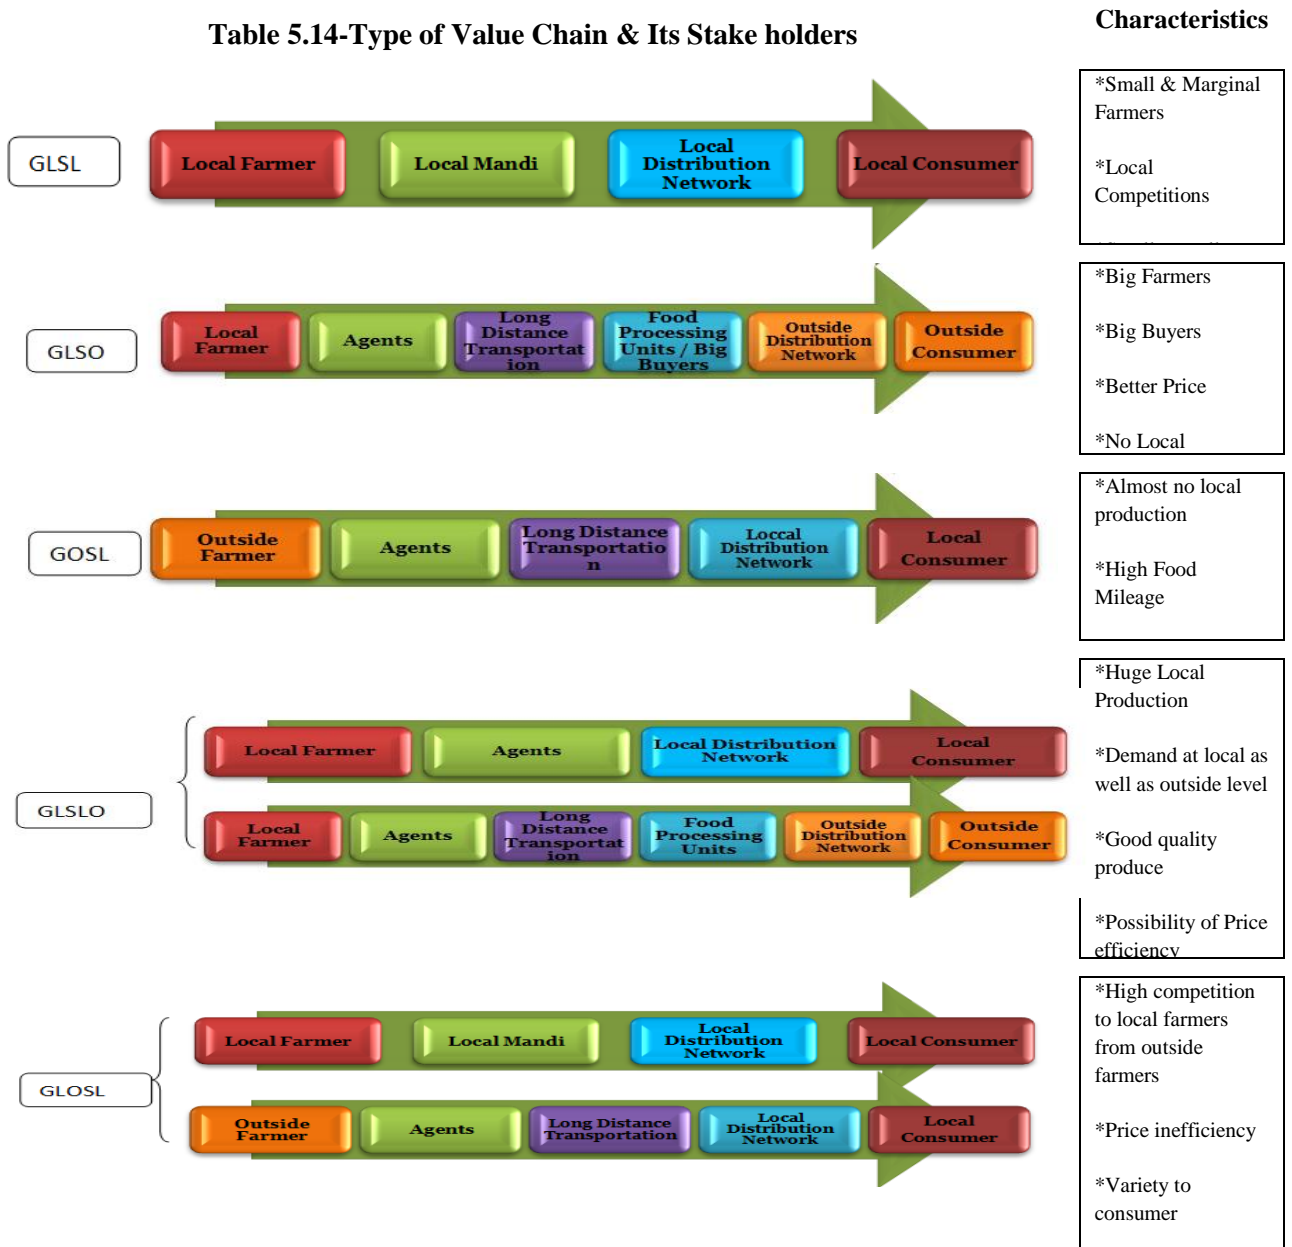 Table 5.14-Type of Value Chain & Its Stake holders
Characteristics
GLSL
Local Farmer
Local Mandi
Local
Distribution
Network
Local Consumer
*Small & Marginal
Farmers
*Local
Competitions
GLSO
Local
Farmer
Agents
Long
Distance
Transportat
ion
Food
Processing
Units / Big
Buyers
Outside
Distribution
Network
Outside
Consumer
*Big Farmers
*Big Buyers
*Better Price
*No Local
GOSL
Outside
Farmer
Agents
Long Distance
Transportatio
n
Loccal
Distribution
Network
Local
Consumer
*Almost no local
production
*High Food
Mileage
GLSLO
Local Farmer
Agents
Local Distribution
Network
Local
Consumer
Local
Farmer
Agents
Long
Distance
Transportat
ion
Food
Processing
Units
Outside
Distribution
Network
Outside
Consumer
*Huge Local
Production
*Demand at local as
well as outside level
*Good quality
produce
*Possibility of Price
efficiency
GLOSL
Local Farmer
Local Mandi
Local
Distribution
Network
Local Consumer
Outside
Farmer
Agents
Long Distance
Transportation
Local
Distribution
Network
Local
Consumer
*High competition
to local farmers
from outside
farmers
*Price inefficiency
*Variety to
consumer